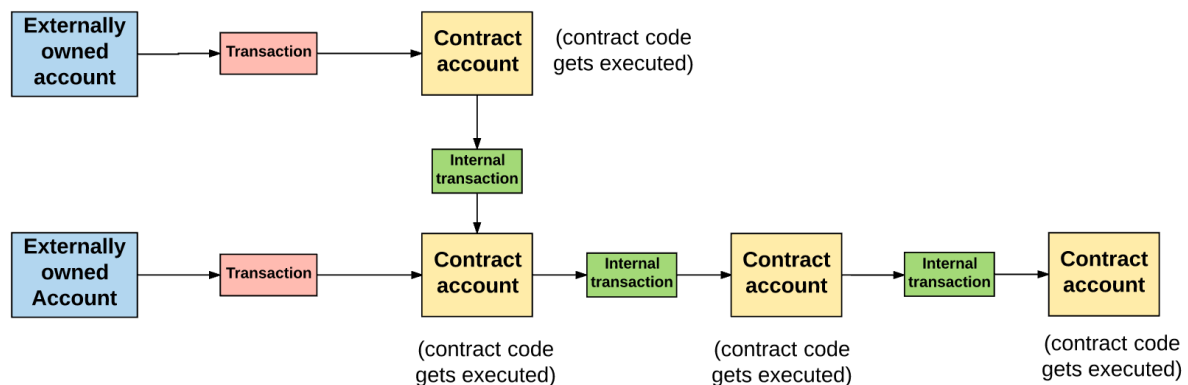 Externally
owned
account
Transaction
Contract
account
(contract code
gets executed)
Internal
transaction
Externally
owned
Account
Transaction
Contract
account
Internal
transaction
Contract
account
Internal
transaction
Contract
account
(contract code
gets executed)
(contract code
gets executed)
(contract code
gets executed)